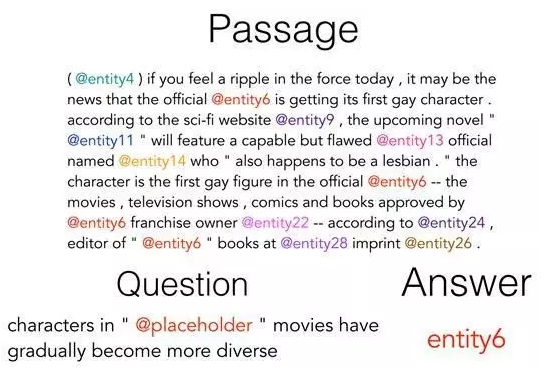 Passage
( @entity4 ) if you feel a ripple in the force today , it may be the
news that the official @entity6 is getting its first gay character .
according to the sci-fi website @entity9 , the upcoming novel "
@entity11 " will feature a capable but flawed @entity13 official
named @entity14 who " also happens to be a lesbian . " the
character is the first gay figure in the official @entity6 -- the
movies , television shows , comics and books approved by
@entity6 franchise owner @entity22 -- according to @entity24 ,
editor of " @entity6 " books at @entity28 imprint @entity26 .
Question
characters in " @placeholder " movies have
gradually become more diverse
Answer
entity6